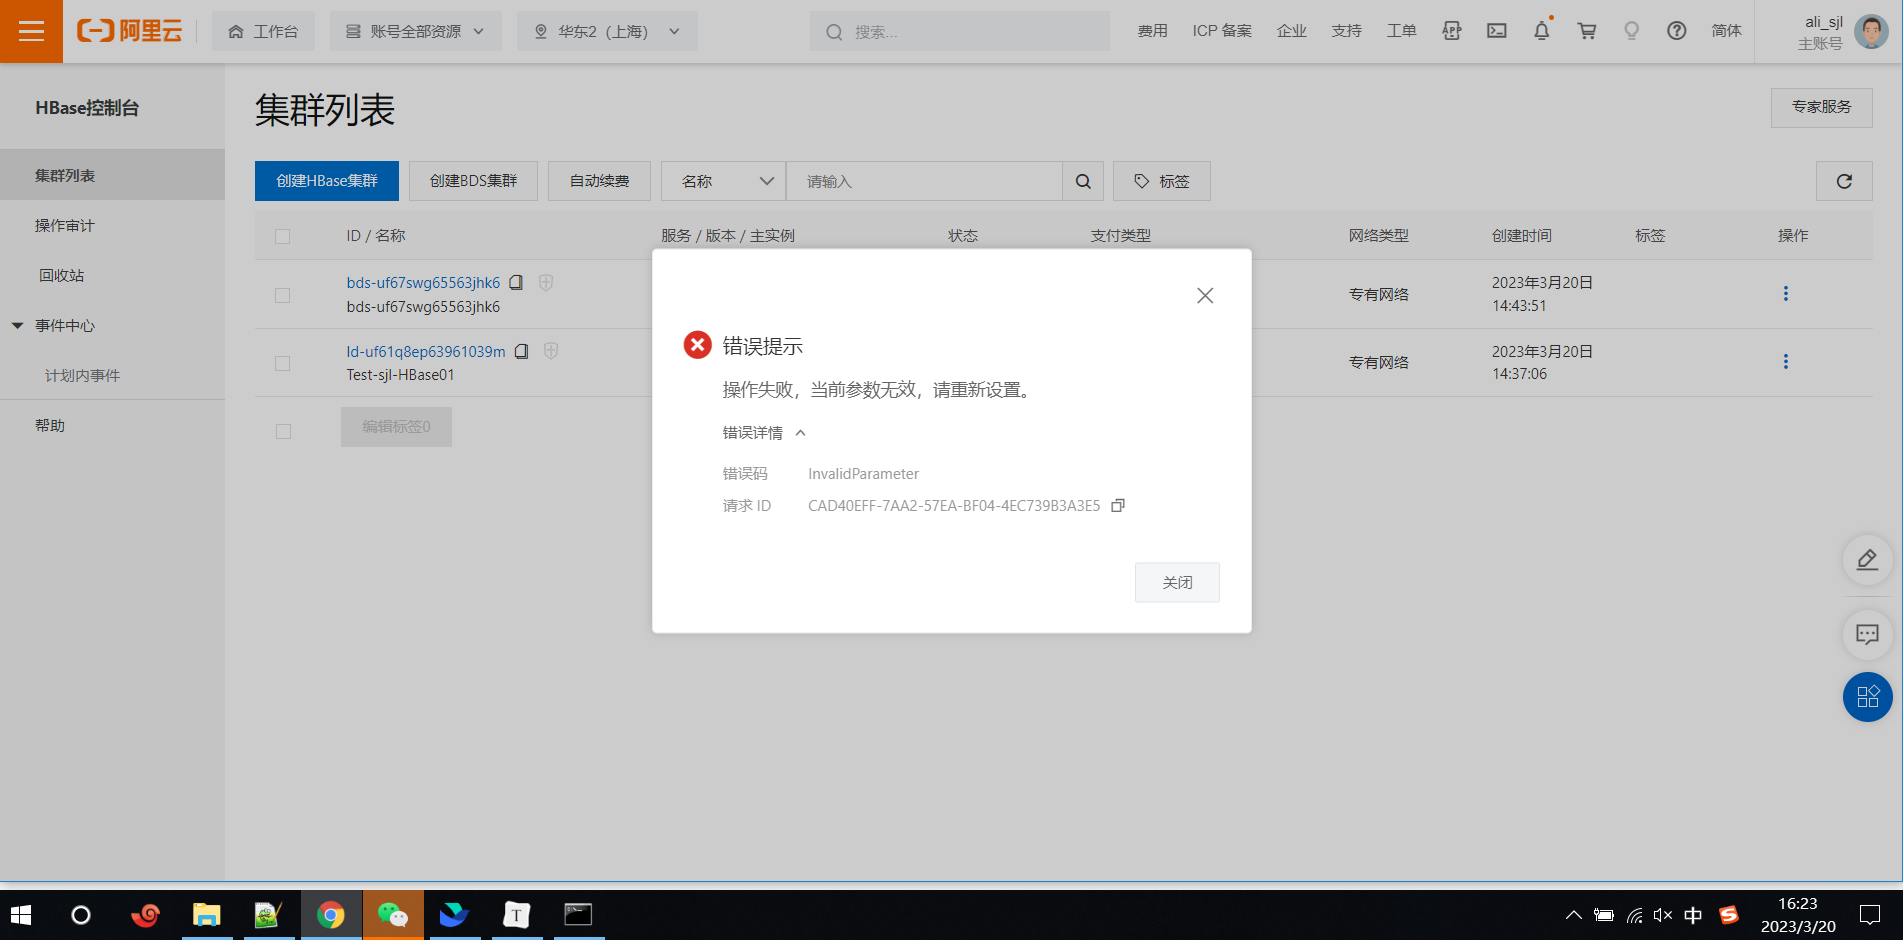 阿里云
工作台
账号全部资源
华东2（上海）
搜索...
费用
ICP 备案
企业
支持
工单
APP
简体
ali_sjl
主账号
HBase控制台
集群列表
操作审计
回收站
事件中心
计划内事件
帮助
集群列表
专家服务
创建HBase集群
创建BDS集群
自动续费
名称
请输入
标签
ID / 名称
服务 / 版本 / 主实例
状态
支付类型
网络类型
创建时间
标签
操作
bds-uf67swg65563jhk6
bds-uf67swg65563jhk6
专有网络
2023年3月20日
14:43:51
ld-uf61q8ep63961039m
Test-sjl-HBase01
专有网络
2023年3月20日
14:37:06
编辑标签0
错误提示
操作失败，当前参数无效，请重新设置。
错误详情
错误码
InvalidParameter
请求 ID
CAD40EFF-7AA2-57EA-BF04-4EC739B3A3E5
关闭
T
中
S
16:23
2023/3/20